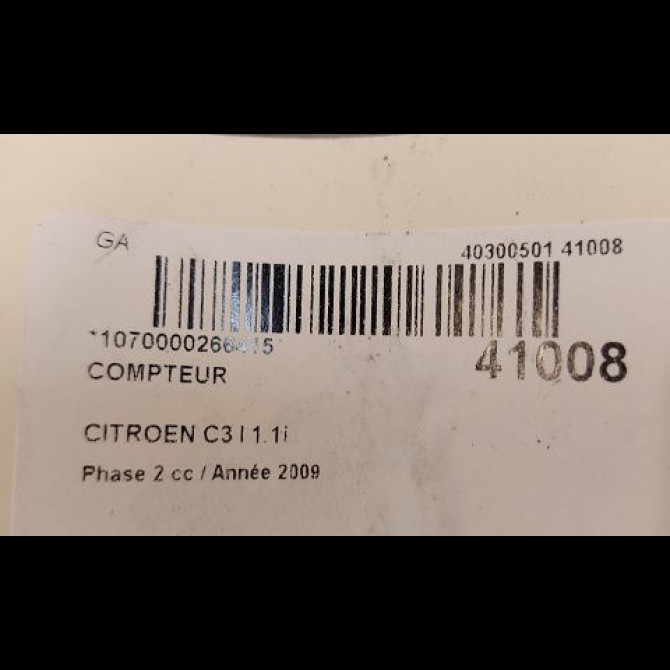 GA
40300501 41008
41008
COMPTEUR
CITROEN C3 I 1.1i
Phase 2 cc / Année 2009